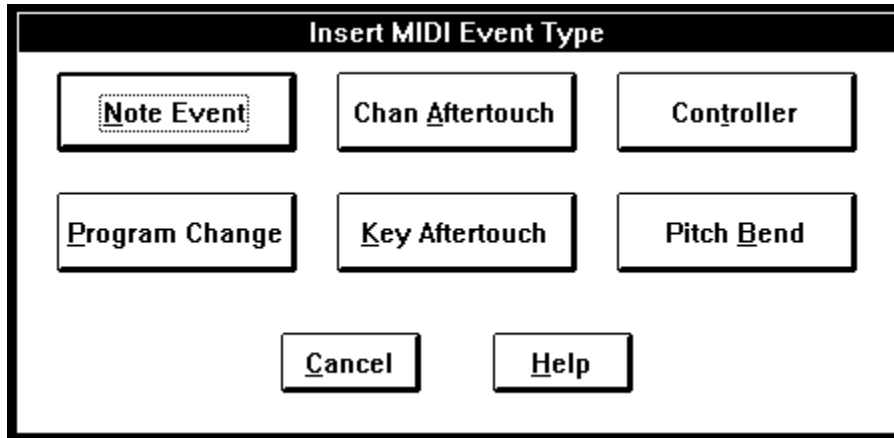 Insert MIDI Event Type
Note Event
Chan Aftertouch
Controller
Program Change
Key Aftertouch
Pitch Bend
Cancel
Help